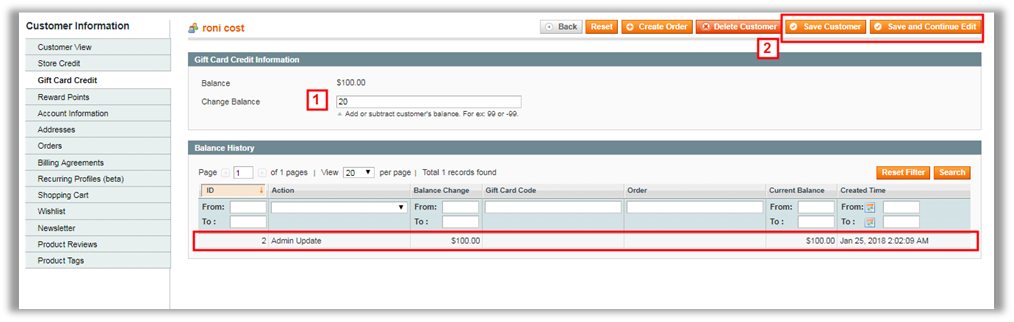 Customer Information
Customer View
Store Credit
Gift Card Credit
Reward Points
Account Information
Addresses
Orders
Billing Agreements
Recurring Profiles (beta)
Shopping Cart
Wishlist
Newsletter
Product Reviews
Product Tags
roni cost
Back Reset Create Order Delete Customer Save Customer Save and Continue Edit
2
Gift Card Credit Information
Balance $100.00
Change Balance 1 20
Add or subtract customer's balance. For ex: 99 or -99.
Balance History
Page 1 of 1 pages | View 20 per page | Total 1 records found Reset Filter Search
ID Action Balance Change Gift Card Code Order Current Balance Created Time
From: From: From: From:
To : To : To : To :
2 Admin Update $100.00 $100.00 Jan 25, 2018 2:02:09 AM